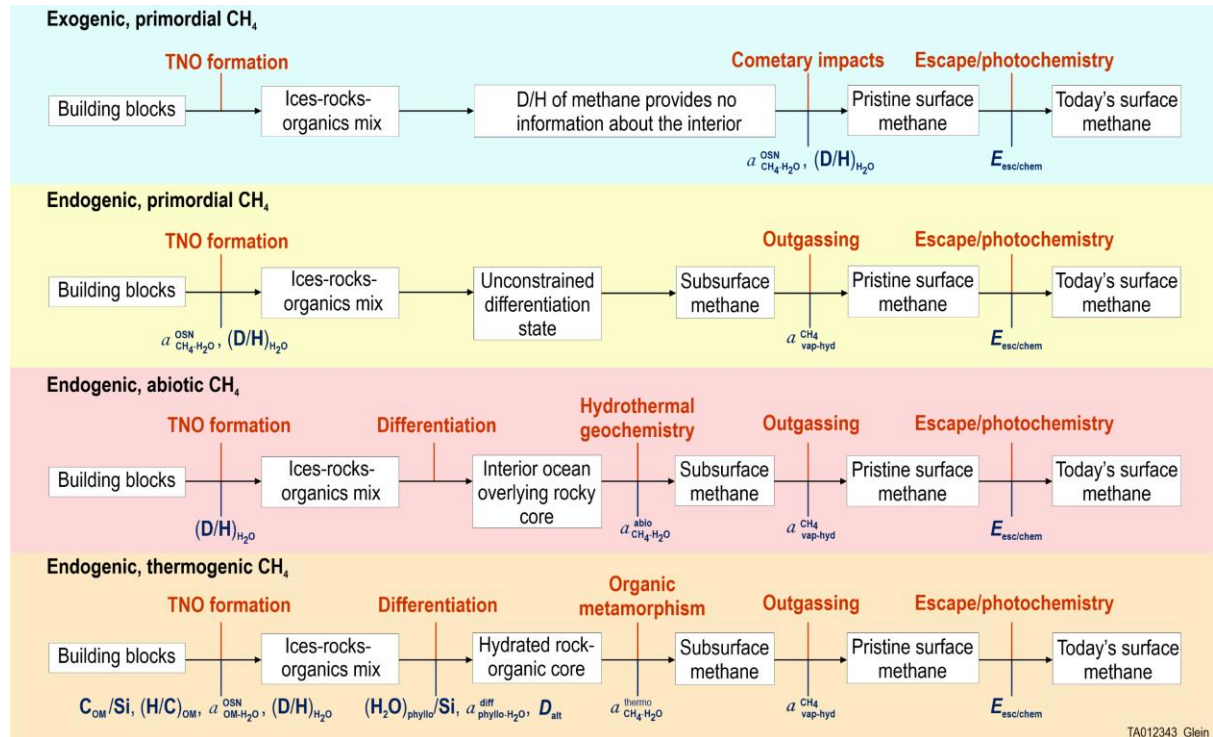 Exogenic, primordial CH₄
TNO formation
Cometary impacts
Escape/photochemistry
Building blocks
Ices-rocks-
organics mix
D/H of methane provides no
information about the interior
Pristine surface
methane
Today's surface
methane
a OSN CH₄-H₂O, (D/H)H₂O
E esc/chem
Endogenic, primordial CH₄
TNO formation
Outgassing
Escape/photochemistry
Building blocks
Ices-rocks-
organics mix
Unconstrained
differentiation
state
Subsurface
methane
Pristine surface
methane
Today's surface
methane
a OSN CH₄-H₂O, (D/H)H₂O
a CH₄ vap-hyd
E esc/chem
Endogenic, abiotic CH₄
TNO formation
Differentiation
Hydrothermal
geochemistry
Outgassing
Escape/photochemistry
Building blocks
Ices-rocks-
organics mix
Interior ocean
overlying rocky
core
Subsurface
methane
Pristine surface
methane
Today's surface
methane
(D/H)H₂O
a abio CH₄-H₂O
a CH₄ vap-hyd
E esc/chem
Endogenic, thermogenic CH₄
TNO formation
Differentiation
Organic
metamorphism
Outgassing
Escape/photochemistry
Building blocks
Ices-rocks-
organics mix
Hydrated rock-
organic core
Subsurface
methane
Pristine surface
methane
Today's surface
methane
C OM/Si, (H/C)OM, a OSN OM-H₂O, (D/H)H₂O
(H₂O)phyllo/Si, a diff phyllo-H₂O, D alt
a thermo CH₄-H₂O
a CH₄ vap-hyd
E esc/chem
TA012343_Glein